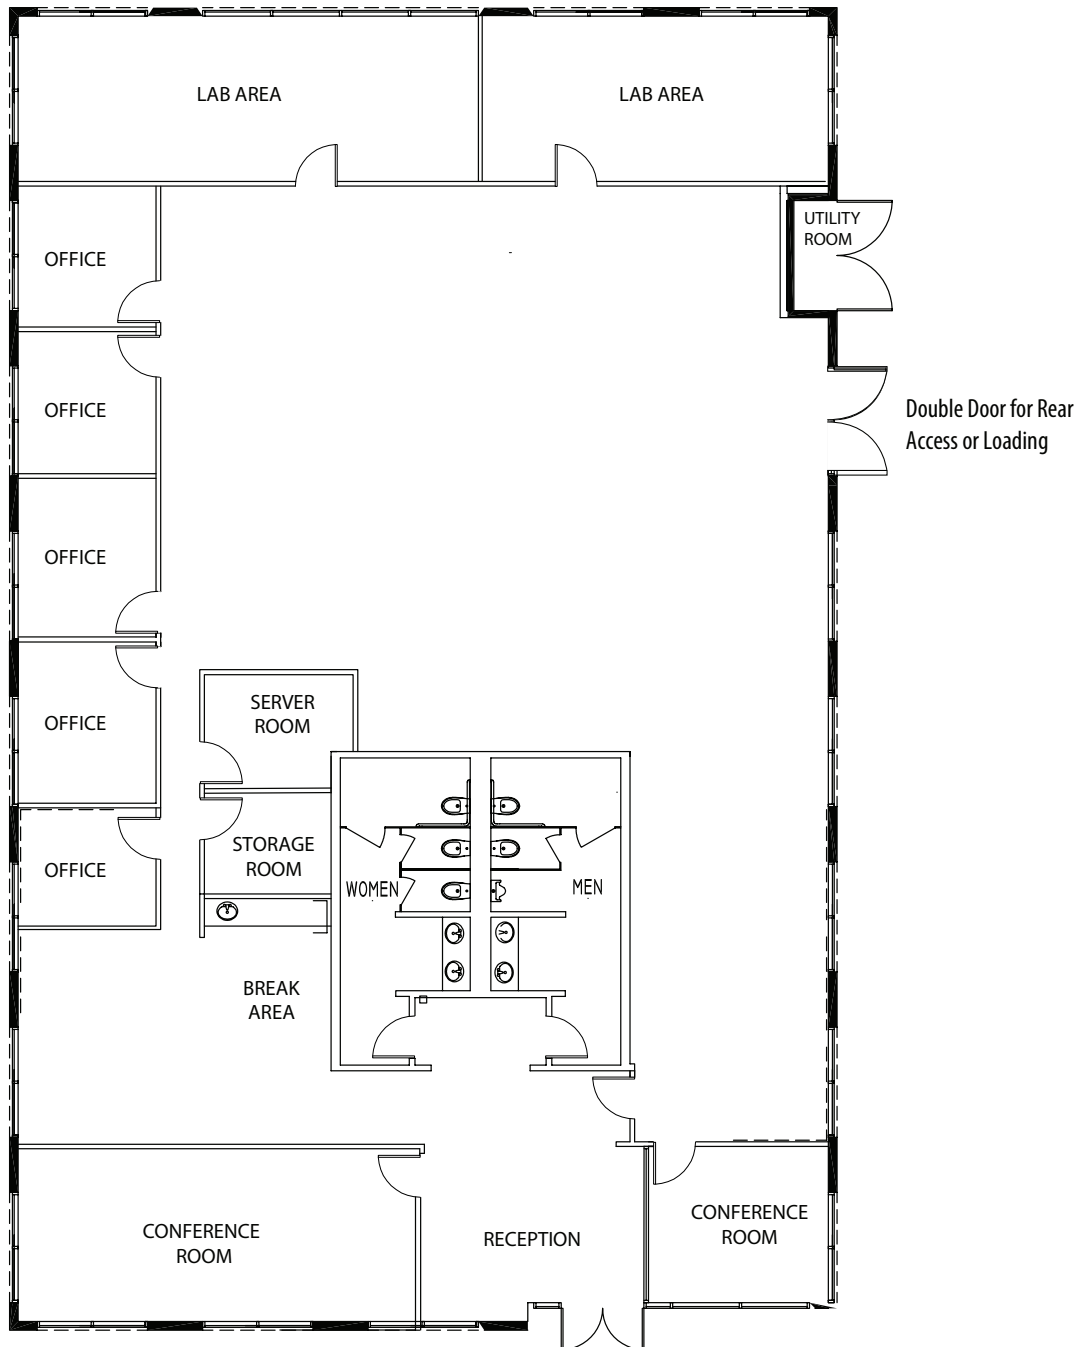 LAB AREA
LAB AREA
UTILITY
ROOM
OFFICE
Double Door for Rear
Access or Loading
OFFICE
OFFICE
OFFICE
SERVER
ROOM
STORAGE
ROOM
OFFICE
WOMEN
MEN
BREAK
AREA
CONFERENCE
ROOM
RECEPTION
CONFERENCE
ROOM